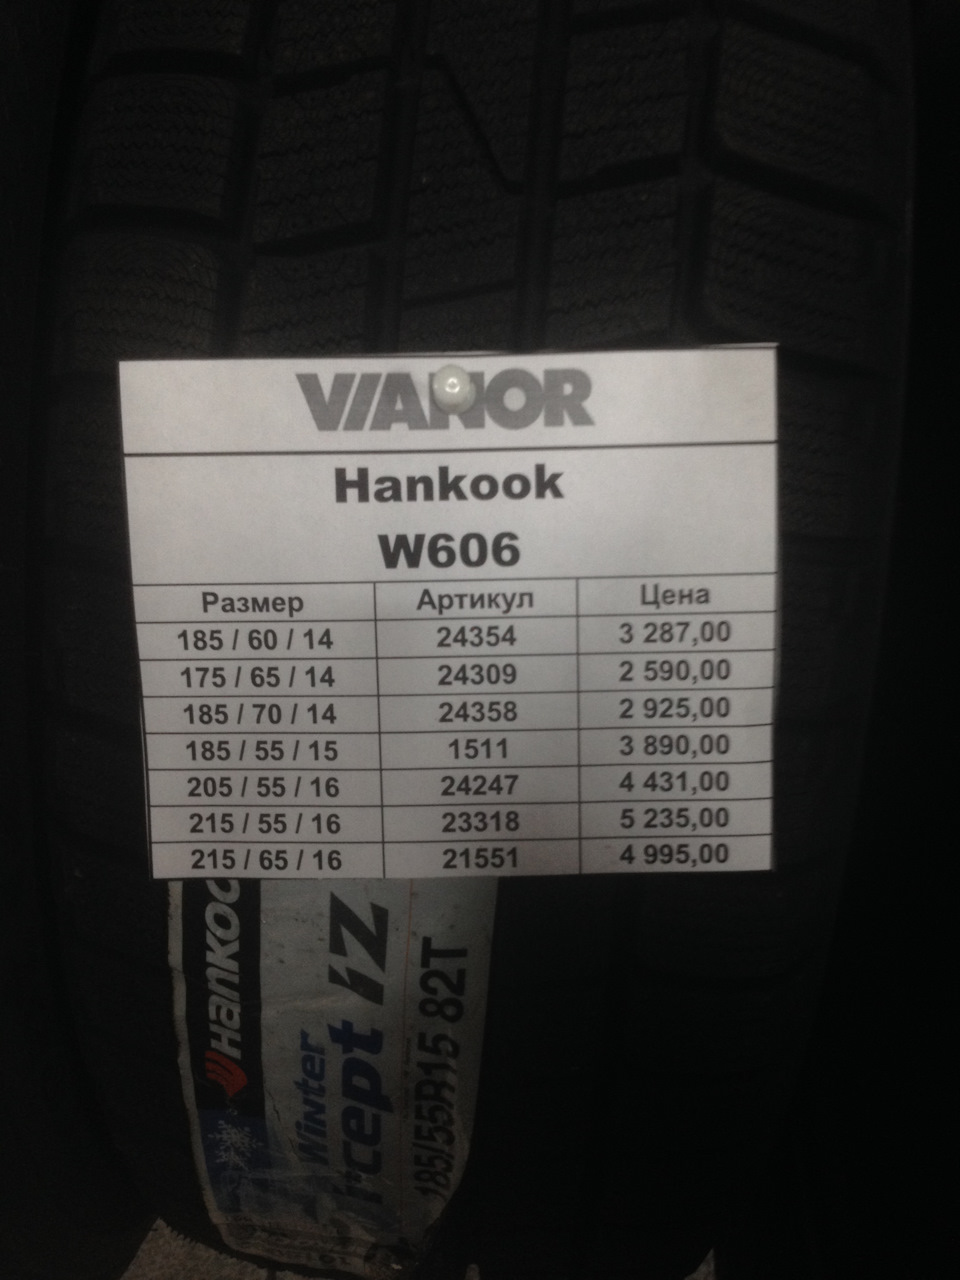 VIANOR
Hankook
W606
Размер Артикул Цена
185 / 60 / 14 24354 3 287,00
175 / 65 / 14 24309 2 590,00
185 / 70 / 14 24358 2 925,00
185 / 55 / 15 1511 3 890,00
205 / 55 / 16 24247 4 431,00
215 / 55 / 16 23318 5 235,00
215 / 65 / 16 21551 4 995,00
Hankoo
Winter
cept iz
185/55R15 82T